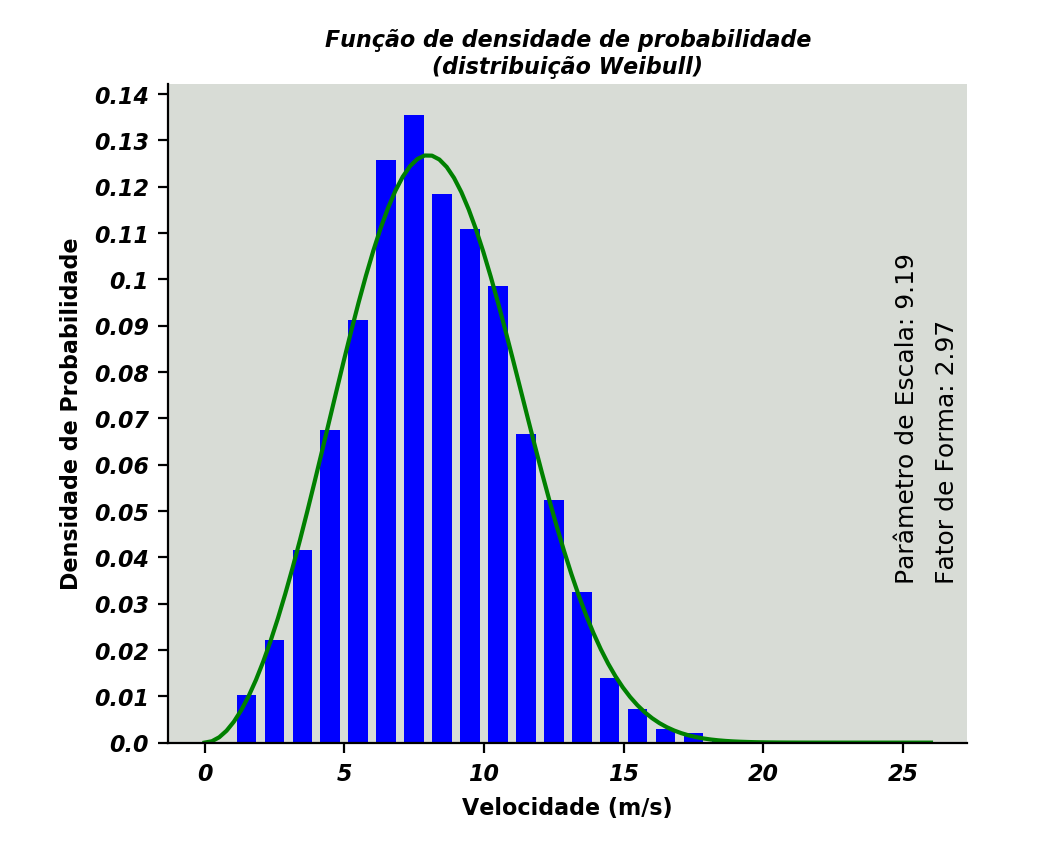 Função de densidade de probabilidade
(distribuição Weibull)
Densidade de Probabilidade
0.14
0.13
0.12
0.11
0.1
0.09
0.08
0.07
0.06
0.05
0.04
0.03
0.02
0.01
0.0
Parâmetro de Escala: 9.19
Fator de Forma: 2.97
0 5 10 15 20 25
Velocidade (m/s)